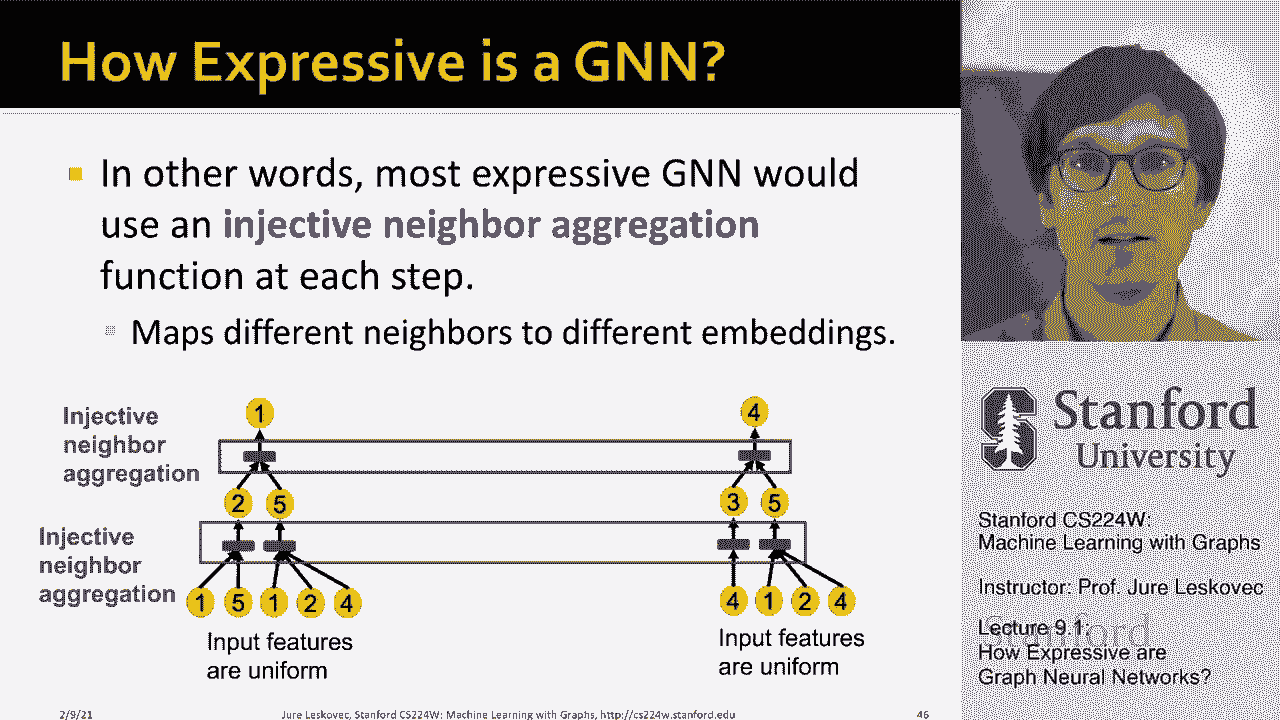 How Expressive is a GNN?
In other words, most expressive GNN would
use an injective neighbor aggregation
function at each step.
Maps different neighbors to different embeddings.
Injective
neighbor
aggregation
1
4
2 5
3 5
Injective
neighbor
aggregation
1 5 1 2 4
4 1 2 4
Input features
are uniform
Input features
are uniform
2/9/21
Jure Leskovec, Stanford CS224W: Machine Learning with Graphs, http://cs224w.stanford.edu
46
Stanford
University
Stanford CS224W
Machine Learning with Graphs
Instructor: Prof. Jure Leskovec
Lecture 9.1:
How Expressive are
Graph Neural Networks?